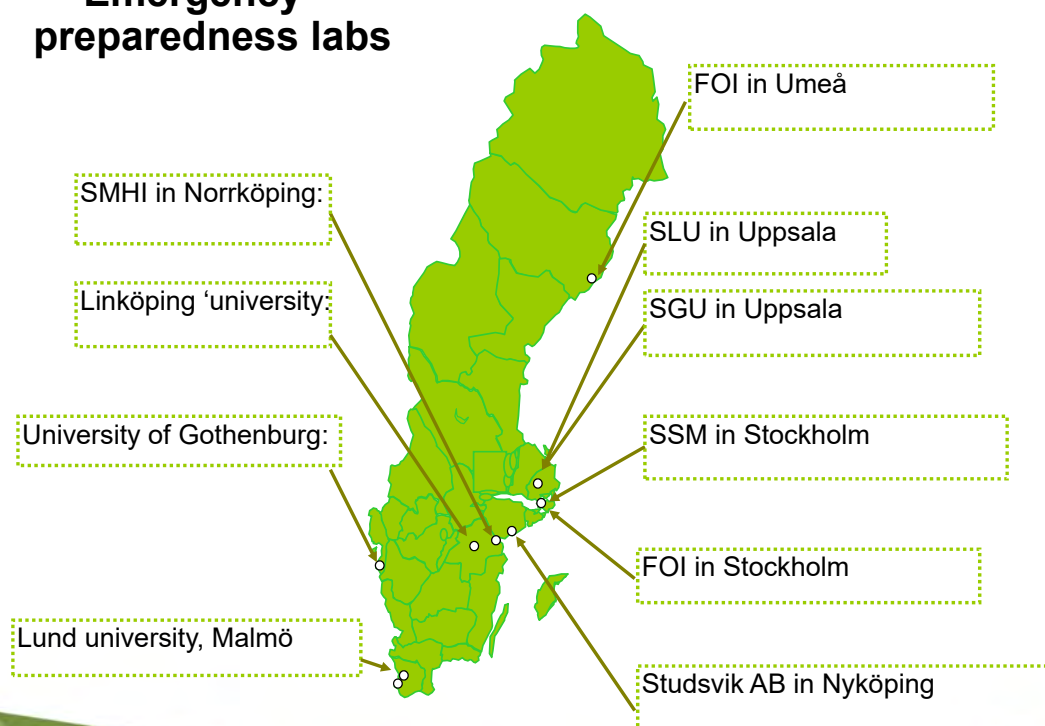 Emergency
preparedness labs
FOI in Umeå
SMHI in Norrköping:
SLU in Uppsala
Linköping ‘university:
SGU in Uppsala
University of Gothenburg:
SSM in Stockholm
FOI in Stockholm
Lund university, Malmö
Studsvik AB in Nyköping